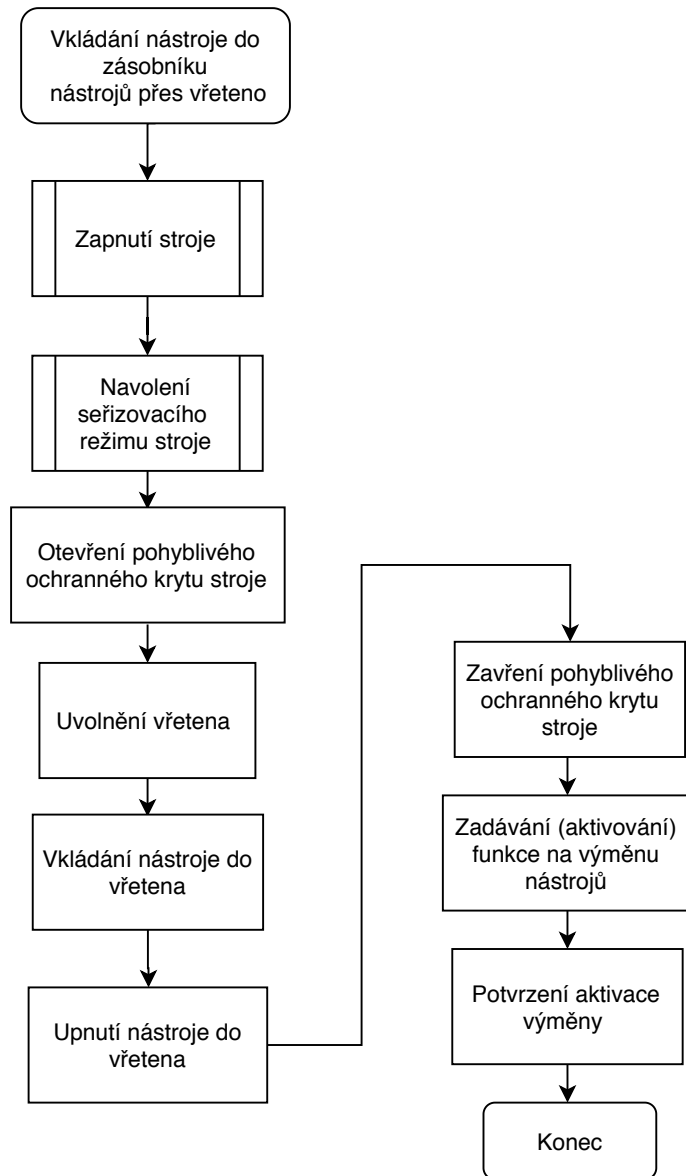 Vkládání nástroje do
zásobníku
nástrojů přes vřeteno
Zapnutí stroje
Navolení
seřizovacího
režimu stroje
Otevření pohyblivého
ochranného krytu stroje
Uvolnění vřetena
Vkládání nástroje do
vřetena
Upnutí nástroje do
vřetena
Zavření pohyblivého
ochranného krytu
stroje
Zadávání (aktivování)
funkce na výměnu
nástrojů
Potvrzení aktivace
výměny
Konec